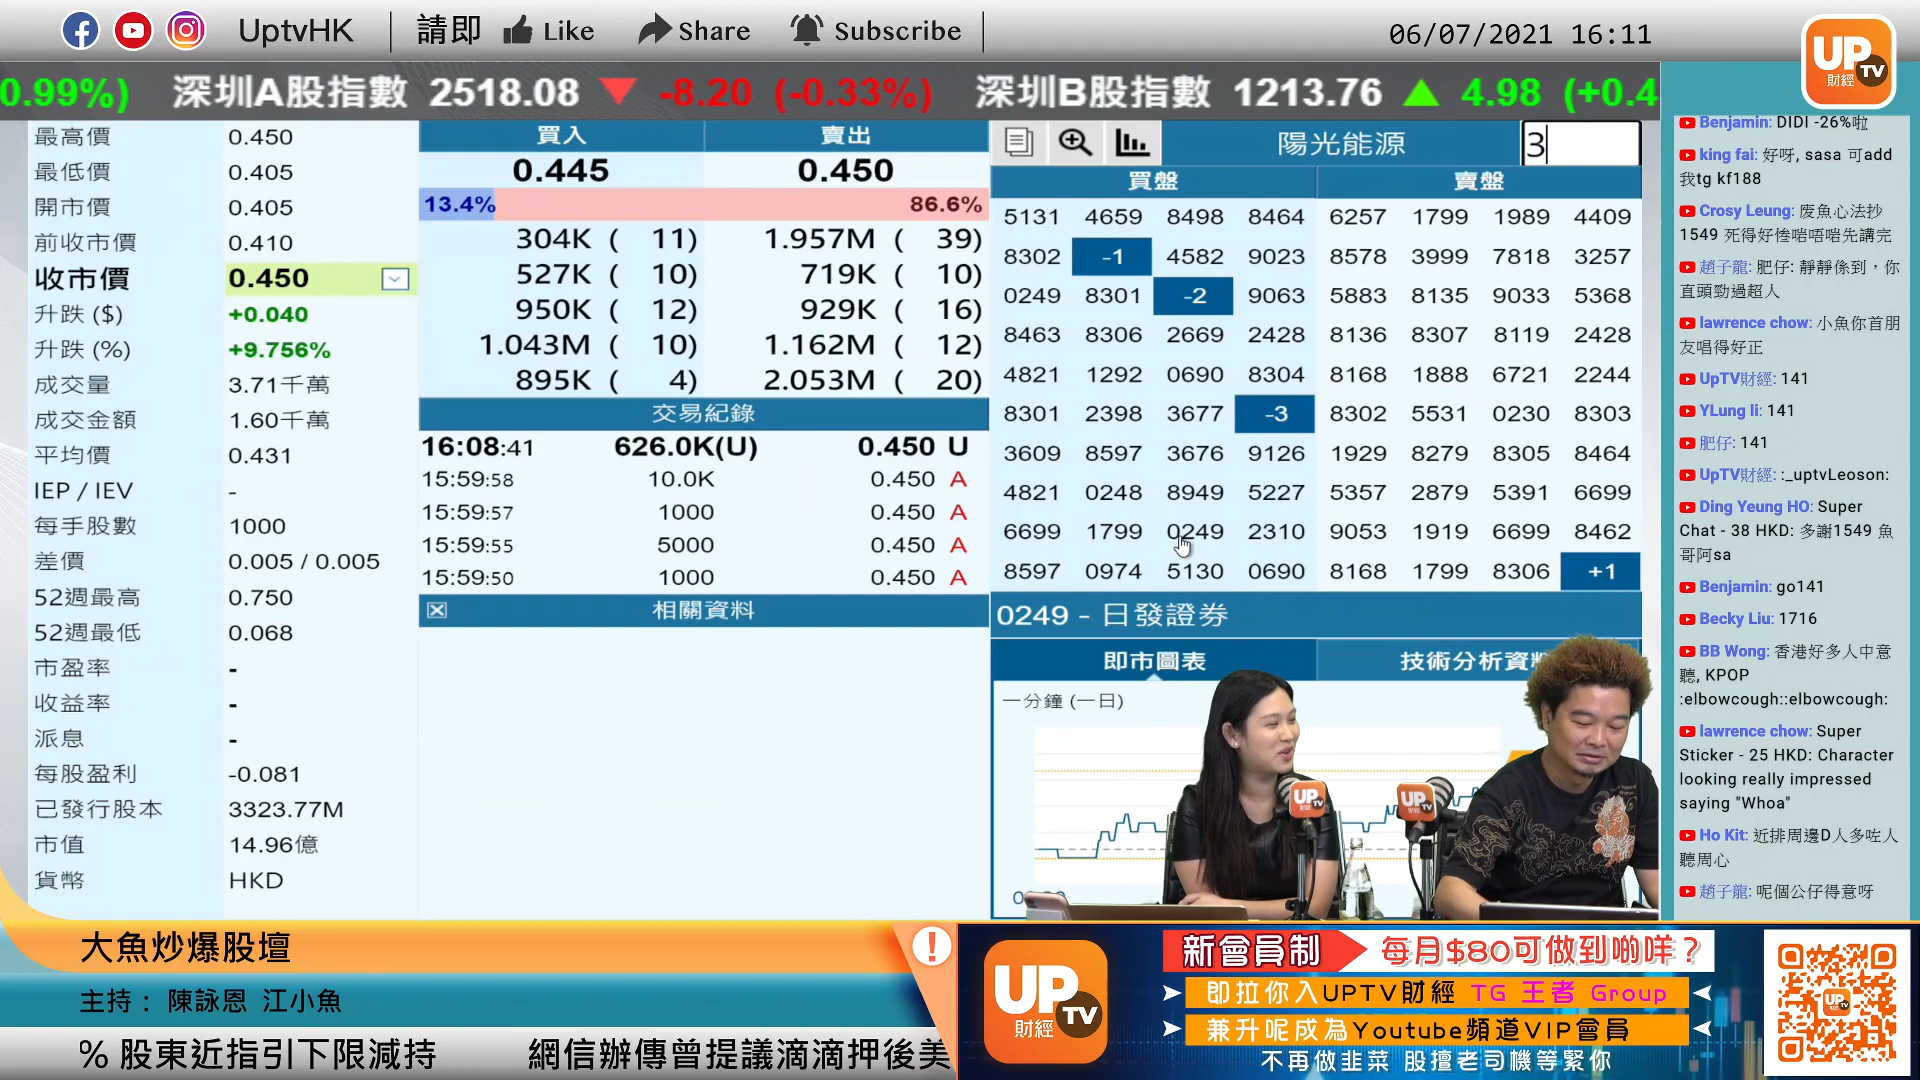 UptvHK 請即 Like Share Subscribe 06/07/2021 16:11
UP TV 財經
0.99%) 深圳A股指數 2518.08 ▼ -8.20 (-0.33%) 深圳B股指數 1213.76 ▲ 4.98 (+0.4
最高價 0.450
最低價 0.405
開市價 0.405
前收市價 0.410
收市價 0.450
升跌 ($) +0.040
升跌 (%) +9.756%
成交量 3.71千萬
成交金額 1.60千萬
平均價 0.431
IEP / IEV -
每手股數 1000
差價 0.005 / 0.005
52週最高 0.750
52週最低 0.068
市盈率 -
收益率 -
派息 -
每股盈利 -0.081
已發行股本 3323.77M
市值 14.96億
貨幣 HKD
買入 賣出
0.445 0.450
13.4% 86.6%
304K ( 11) 1.957M ( 39)
527K ( 10) 719K ( 10)
950K ( 12) 929K ( 16)
1.043M ( 10) 1.162M ( 12)
895K ( 4) 2.053M ( 20)
交易紀錄
16:08:41 626.0K(U) 0.450 U
15:59:58 10.0K 0.450 A
15:59:57 1000 0.450 A
15:59:55 5000 0.450 A
15:59:50 1000 0.450 A
相關資料
陽光能源 3
買盤 賣盤
5131 4659 8498 8464 6257 1799 1989 4409
8302 -1 4582 9023 8578 3999 7818 3257
0249 8301 -2 9063 5883 8135 9033 5368
8463 8306 2669 2428 8136 8307 8119 2428
4821 1292 0690 8304 8168 1888 6721 2244
8301 2398 3677 -3 8302 5531 0230 8303
3609 8597 3676 9126 1929 8279 8305 8464
4821 0248 8949 5227 5357 2879 5391 6699
6699 1799 0249 2310 9053 1919 6699 8462
8597 0974 5130 0690 8168 1799 8306 +1
0249 - 日發證券
即市圖表 技術分析資
一分鐘 (一日)
UP TV
UP TV
Benjamin: DIDI -26%啦
king fai: 好呀, sasa 可add
我tg kf188
Crosy Leung: 废魚心法抄
1549 死得好慘啱唔啱先講完
趙子龍: 肥仔: 靜靜係到，你
直頭勁過超人
lawrence chow: 小魚你首朋
友唱得好正
UpTV財經: 141
YLung li: 141
肥仔: 141
UpTV財經: :_uptvLeoson:
Ding Yeung HO: Super
Chat - 38 HKD: 多謝1549 魚
哥阿sa
Benjamin: go141
Becky Liu: 1716
BB Wong: 香港好多人中意
聽, KPOP
:elbowcough::elbowcough:
lawrence chow: Super
Sticker - 25 HKD: Character
looking really impressed
saying "Whoa"
Ho Kit: 近排周邊D人多咗人
聽周心
趙子龍: 呢個公仔得意呀
大魚炒爆股壇
主持： 陳詠恩 江小魚
% 股東近指引下限減持 網信辦傳曾提議滴滴押後美
!
UP TV 財經
新會員制 每月$80可做到啲咩？
即拉你入UPTV財經 TG 王者 Group
兼升呢成為Youtube頻道VIP會員
不再做韭菜 股擅老司機等緊你
UP TV